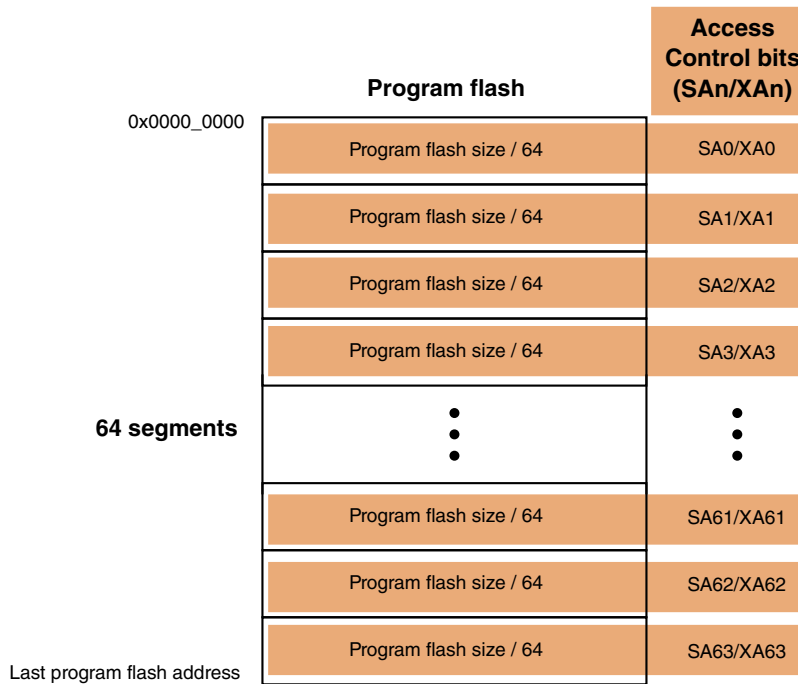 Access
Control bits
(SAn/XAn)
Program flash
0x0000_0000
Program flash size / 64 SA0/XA0
Program flash size / 64 SA1/XA1
Program flash size / 64 SA2/XA2
Program flash size / 64 SA3/XA3
64 segments
Program flash size / 64 SA61/XA61
Program flash size / 64 SA62/XA62
Program flash size / 64 SA63/XA63
Last program flash address